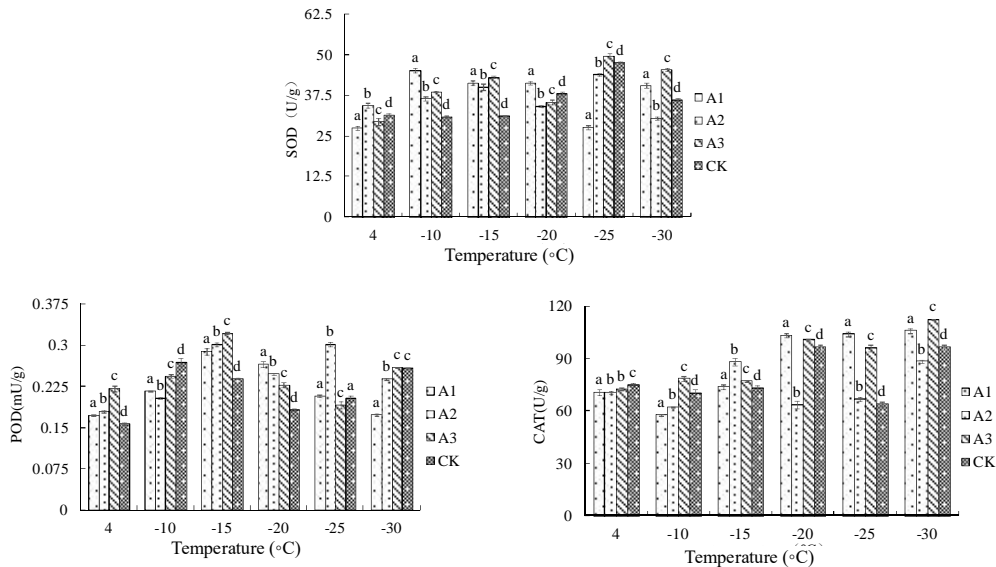 62.5
50
37.5
25
12.5
0
SOD（U/g）
a b c d
a b c d
a b c d
a b c d
a b c d
a b c d
4 -10 -15 -20 -25 -30
Temperature (°C)
A1
A2
A3
CK
0.375
0.3
0.225
0.15
0.075
0
POD(mU/g)
a b c d
a b c d
a b c d
a b c d
a b c a
a b c c
4 -10 -15 -20 -25 -30
Temperature (°C)
A1
A2
A3
CK
120
90
60
30
0
CAT(U/g)
a b c d
a b c d
a b c d
a b c d
a b c d
a b c d
4 -10 -15 -20 -25 -30
Temperature (°C)
A1
A2
A3
CK